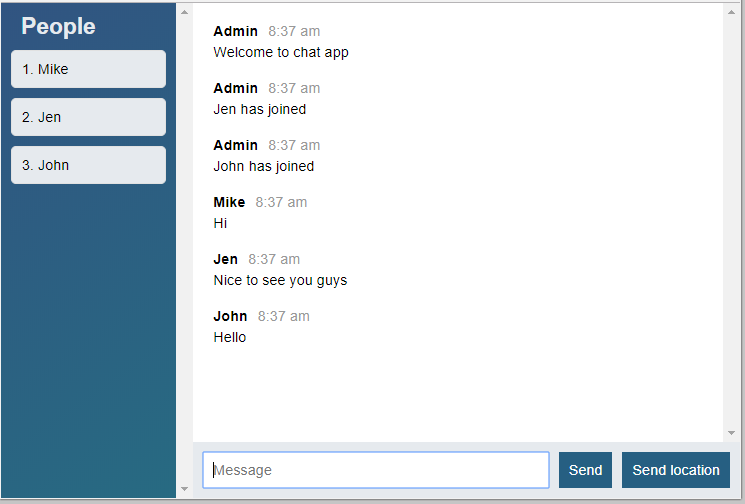 People
1. Mike
2. Jen
3. John
Admin 8:37 am
Welcome to chat app
Admin 8:37 am
Jen has joined
Admin 8:37 am
John has joined
Mike 8:37 am
Hi
Jen 8:37 am
Nice to see you guys
John 8:37 am
Hello
Message Send Send location